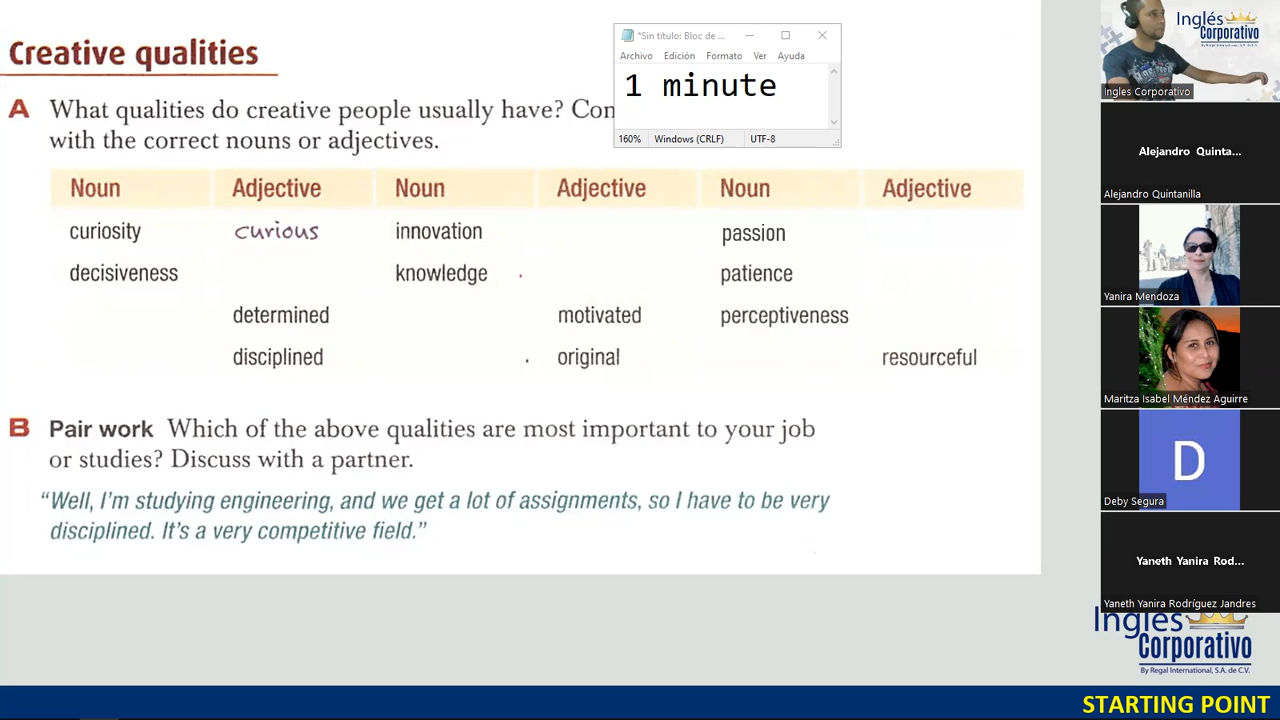 Creative qualities
*Sin título: Bloc de ...
Archivo Edición Formato Ver Ayuda
1 minute
160% Windows (CRLF) UTF-8
A What qualities do creative people usually have? Con
with the correct nouns or adjectives.
Noun Adjective Noun Adjective Noun Adjective
curiosity curious innovation passion
decisiveness knowledge patience
determined motivated perceptiveness
disciplined original resourceful
B Pair work Which of the above qualities are most important to your job
or studies? Discuss with a partner.
“Well, I'm studying engineering, and we get a lot of assignments, so I have to be very
disciplined. It's a very competitive field.”
Inglés
Corporativo
By Regal International, S.A. de C.V.
Ingles Corporativo
Alejandro Quinta...
Alejandro Quintanilla
Yanira Mendoza
Maritza Isabel Méndez Aguirre
D
Deby Segura
Yaneth Yanira Rod...
Yaneth Yanira Rodríguez Jandres
Inglés
Corporativo
By Regal International, S.A. de C.V.
STARTING POINT